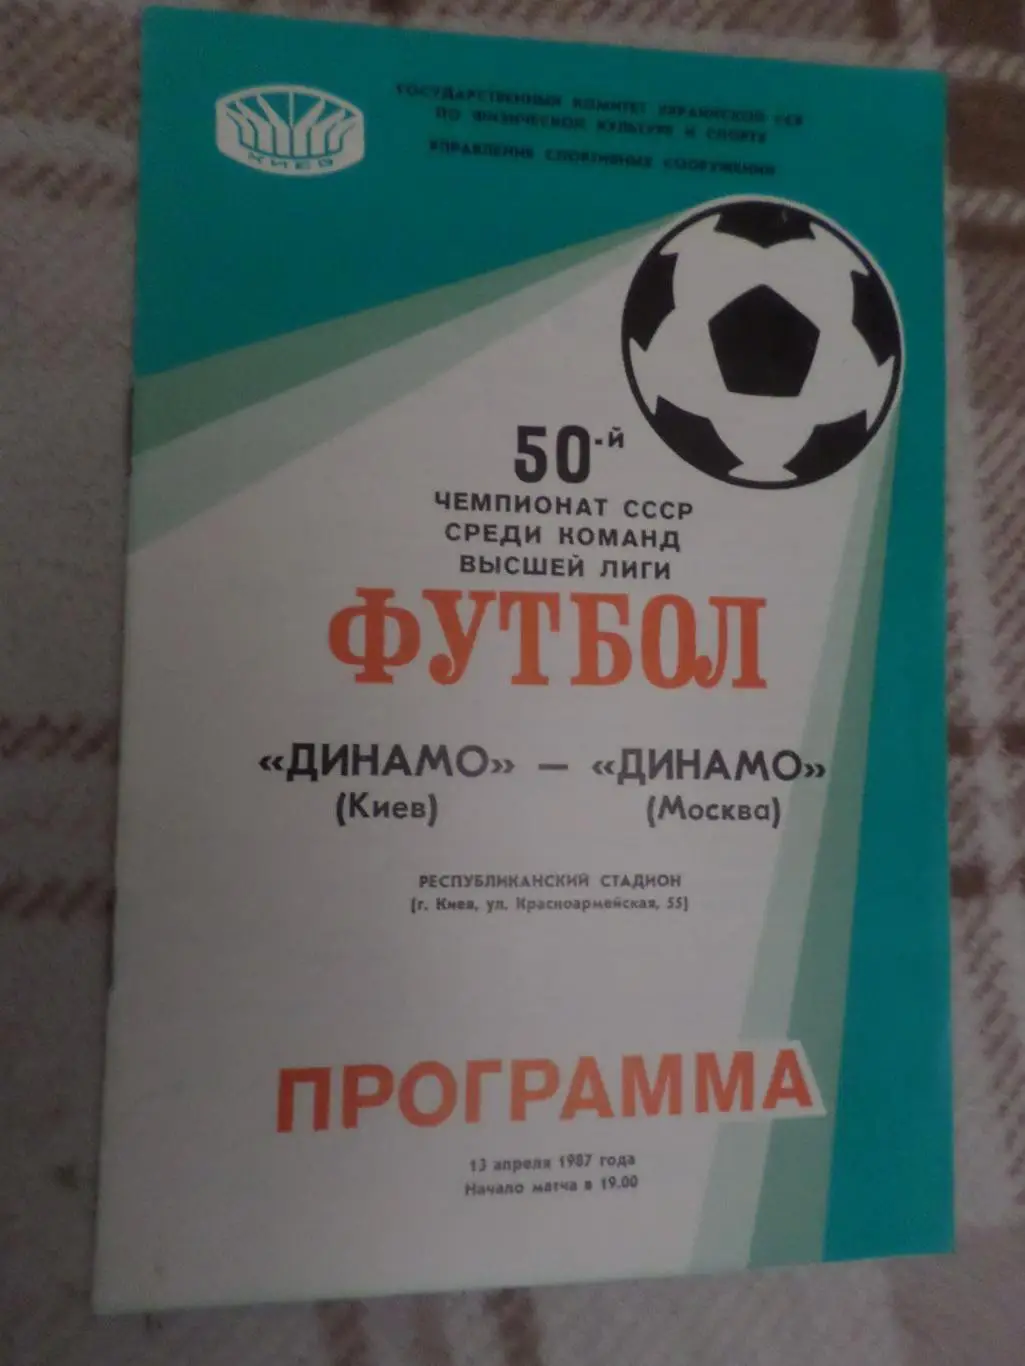 ГОСУДАРСТВЕННЫЙ КОМИТЕТ УКРАИНСКОЙ ССР
ПО ФИЗИЧЕСКОЙ КУЛЬТУРЕ И СПОРТУ
УПРАВЛЕНИЕ СПОРТИВНЫХ СООРУЖЕНИЙ
КИЕВ
50-й
ЧЕМПИОНАТ СССР
СРЕДИ КОМАНД
ВЫСШЕЙ ЛИГИ
ФУТБОЛ
«ДИНАМО» — «ДИНАМО»
(Киев) (Москва)
РЕСПУБЛИКАНСКИЙ СТАДИОН
(г. Киев, ул. Красноармейская, 55)
ПРОГРАММА
13 апреля 1987 года
Начало матча в 19.00